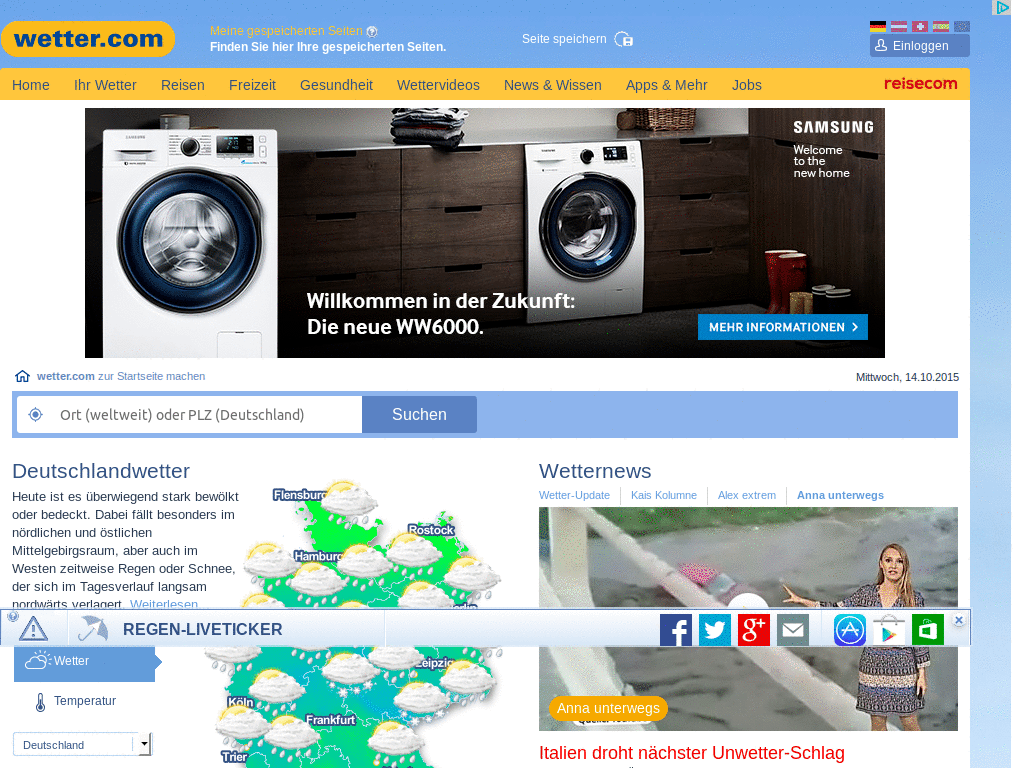 wetter.com
Meine gespeicherten Seiten
Finden Sie hier Ihre gespeicherten Seiten.
Seite speichern
Einloggen
Home Ihr Wetter Reisen Freizeit Gesundheit Wettervideos News & Wissen Apps & Mehr Jobs reisecom
SAMSUNG
Welcome
to the
new home
Willkommen in der Zukunft:
Die neue WW6000.
MEHR INFORMATIONEN
wetter.com zur Startseite machen
Mittwoch, 14.10.2015
Ort (weltweit) oder PLZ (Deutschland)
Suchen
Deutschlandwetter
Heute ist es überwiegend stark bewölkt
oder bedeckt. Dabei fällt besonders im
nördlichen und östlichen
Mittelgebirgsraum, aber auch im
Westen zeitweise Regen oder Schnee,
der sich im Tagesverlauf langsam
nordwärts verlagert. Weiterlesen
Flensburg
Rostock
Hamburg
Leipzig
Köln
Frankfurt
Trier
Wetternews
Wetter-Update Kais Kolumne Alex extrem Anna unterwegs
REGEN-LIVETICKER
Wetter
Temperatur
Deutschland
Anna unterwegs
Italien droht nächster Unwetter-Schlag